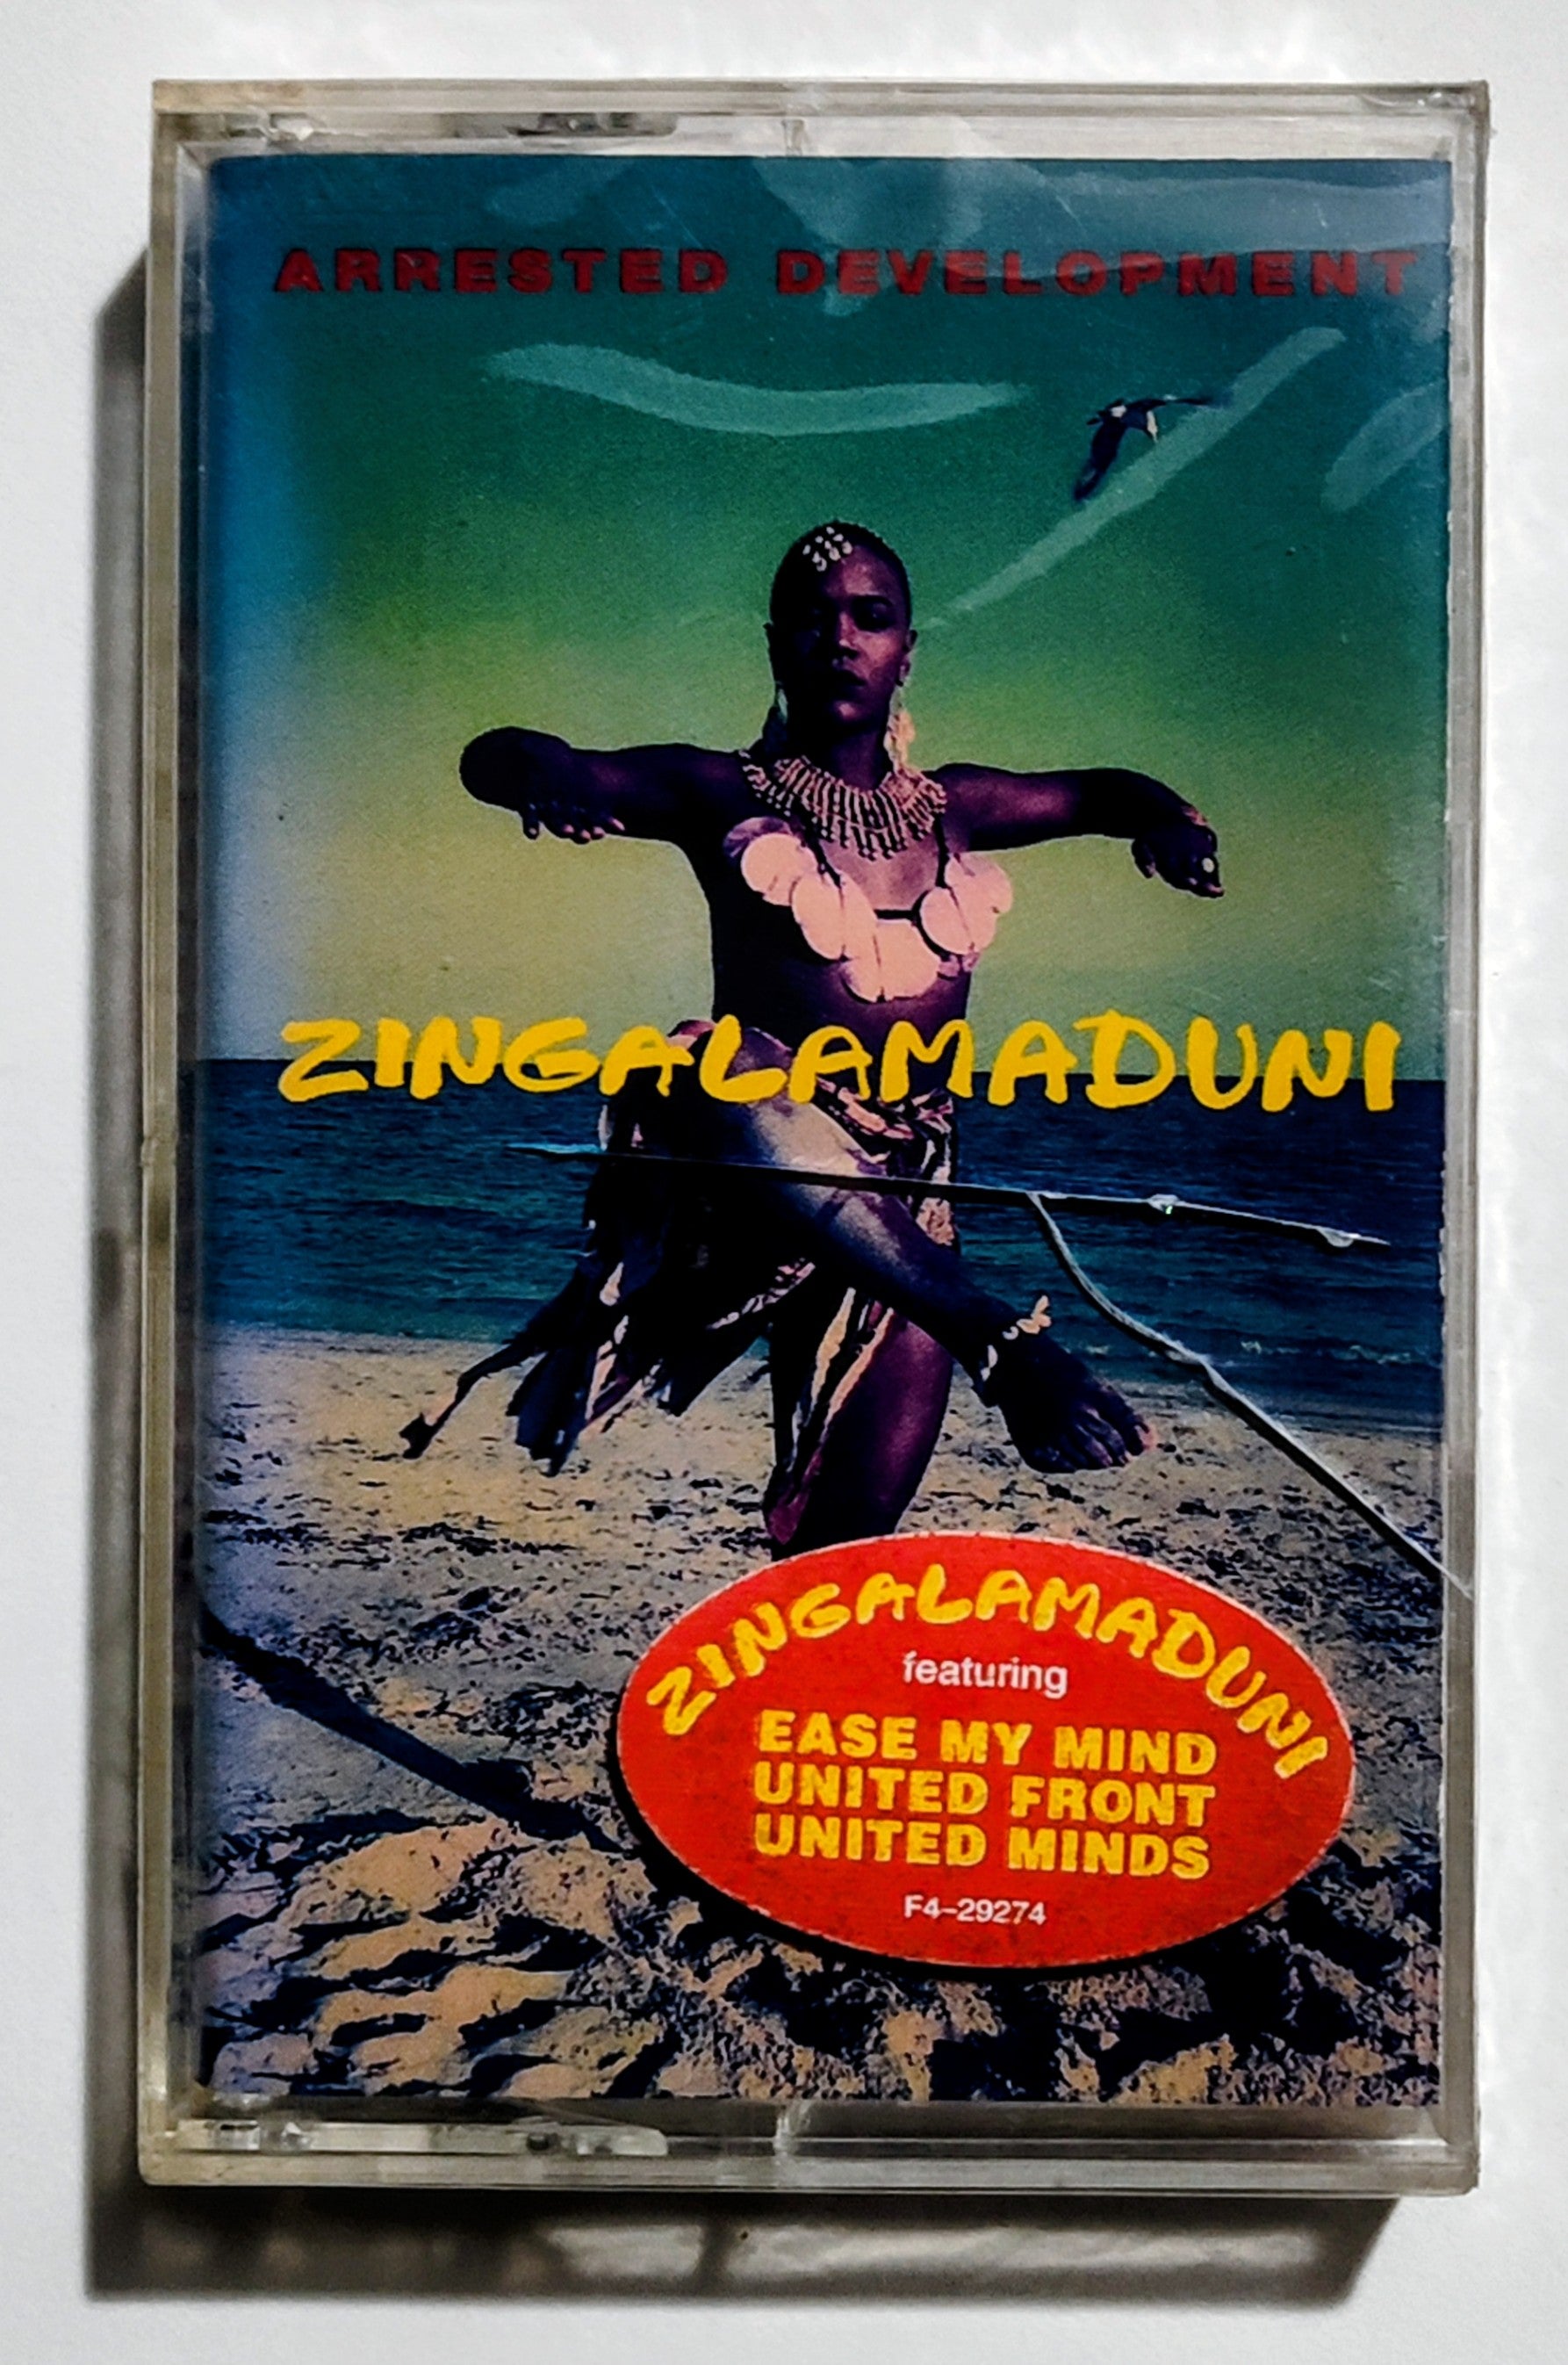 ARRESTED DEVELOPMENT
ZINGALAMADUNI
ZINGALAMADUNI
featuring
EASE MY MIND
UNITED FRONT
UNITED MINDS
F4-29274